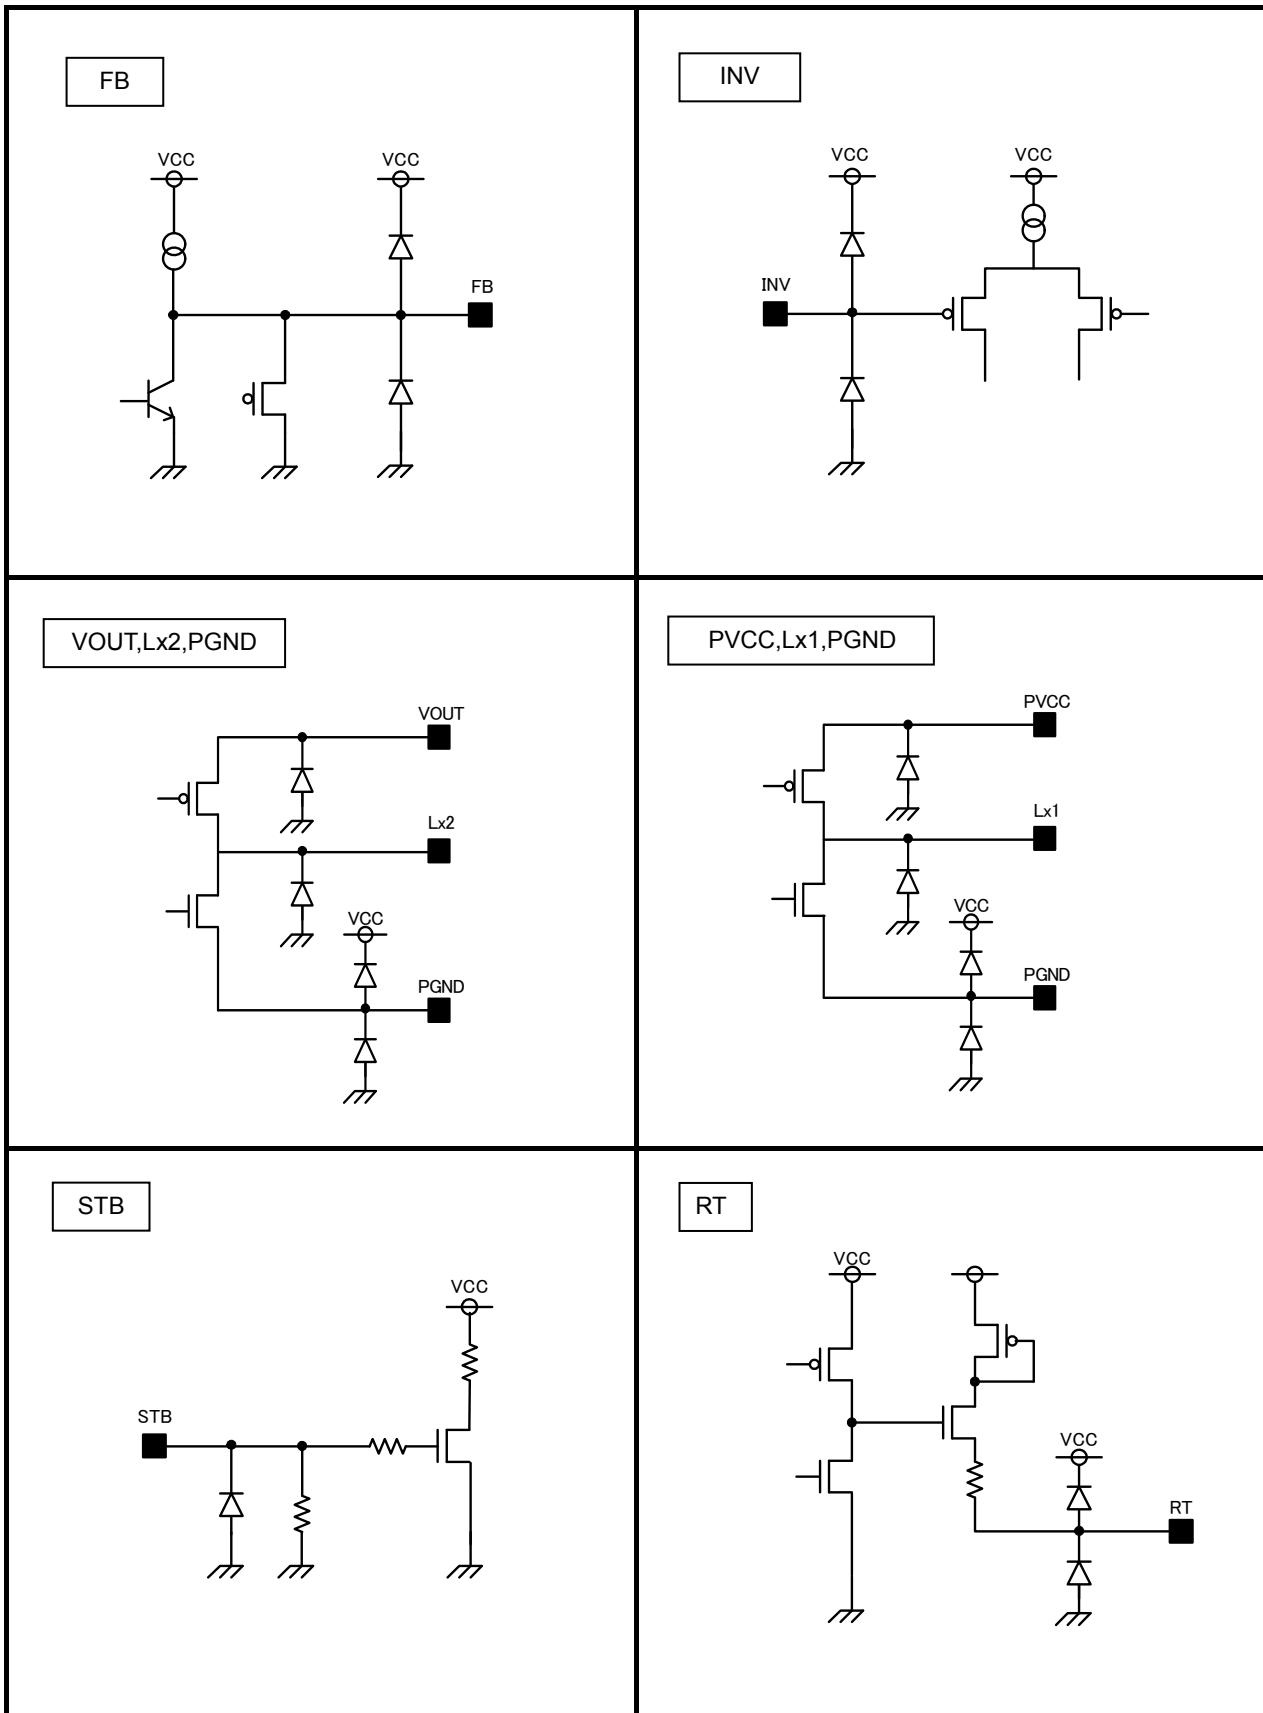 FB
VCC
VCC
FB
INV
VCC
VCC
INV
VOUT,Lx2,PGND
VOUT
Lx2
VCC
PGND
PVCC,Lx1,PGND
PVCC
Lx1
VCC
PGND
STB
VCC
STB
RT
VCC
VCC
RT